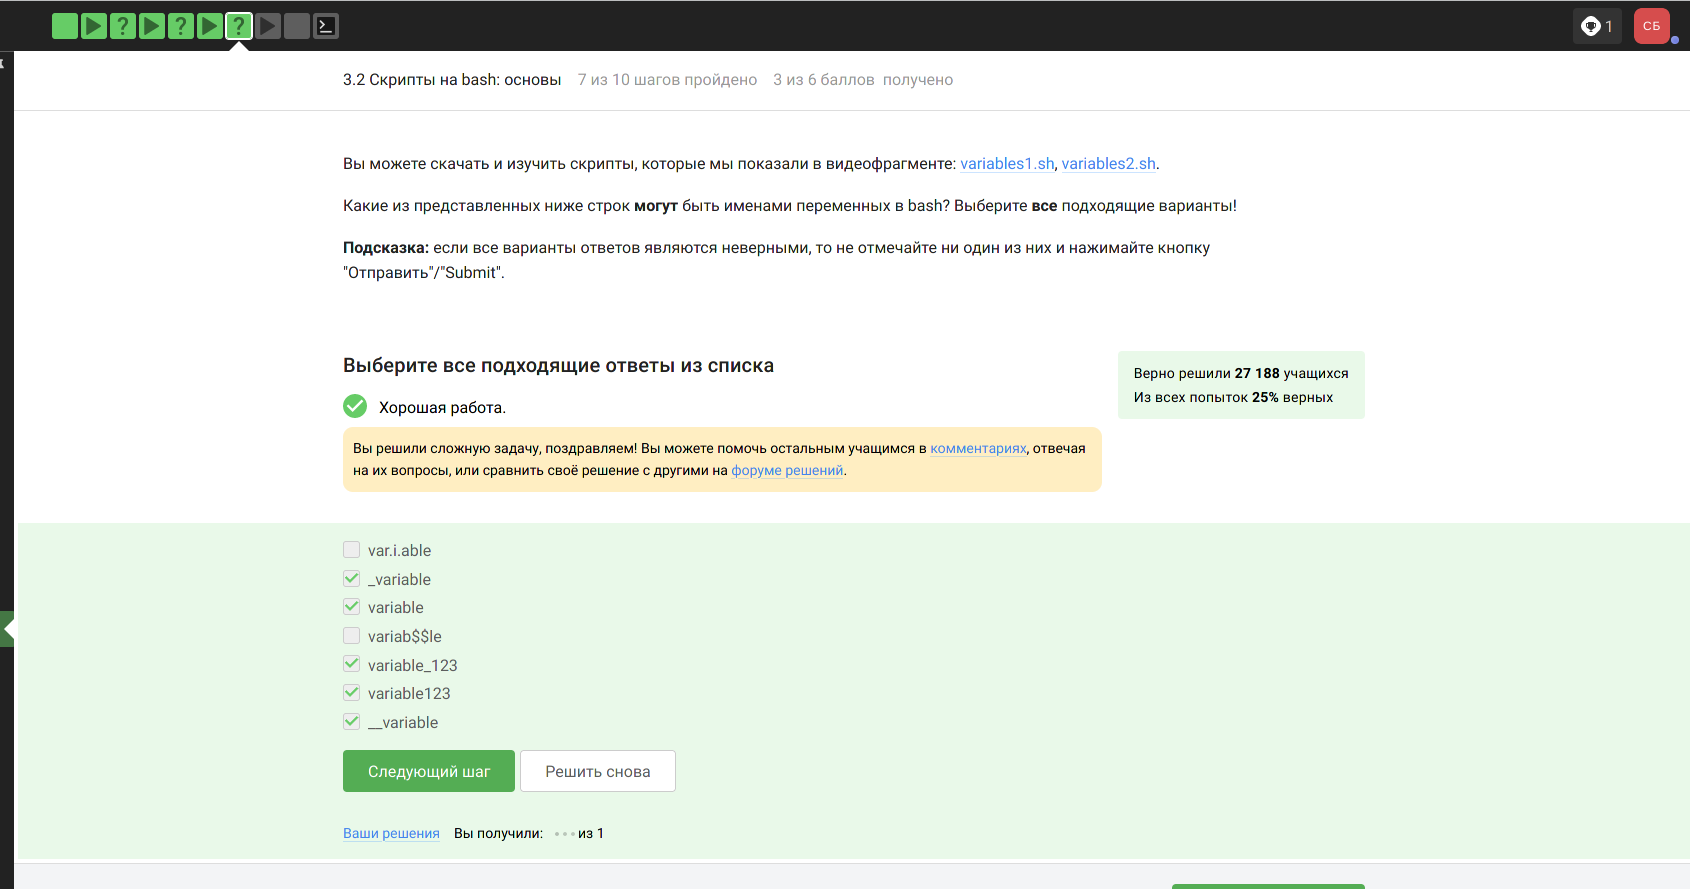 1
СБ
3.2 Скрипты на bash: основы 7 из 10 шагов пройдено 3 из 6 баллов получено
Вы можете скачать и изучить скрипты, которые мы показали в видеофрагменте: variables1.sh, variables2.sh.
Какие из представленных ниже строк могут быть именами переменных в bash? Выберите все подходящие варианты!
Подсказка: если все варианты ответов являются неверными, то не отмечайте ни один из них и нажимайте кнопку
"Отправить"/"Submit".
Выберите все подходящие ответы из списка
Верно решили 27 188 учащихся
Из всех попыток 25% верных
Хорошая работа.
Вы решили сложную задачу, поздравляем! Вы можете помочь остальным учащимся в комментариях, отвечая
на их вопросы, или сравнить своё решение с другими на форуме решений.
var.i.able
_variable
variable
variab$$le
variable_123
variable123
__variable
Следующий шаг Решить снова
Ваши решения Вы получили: из 1